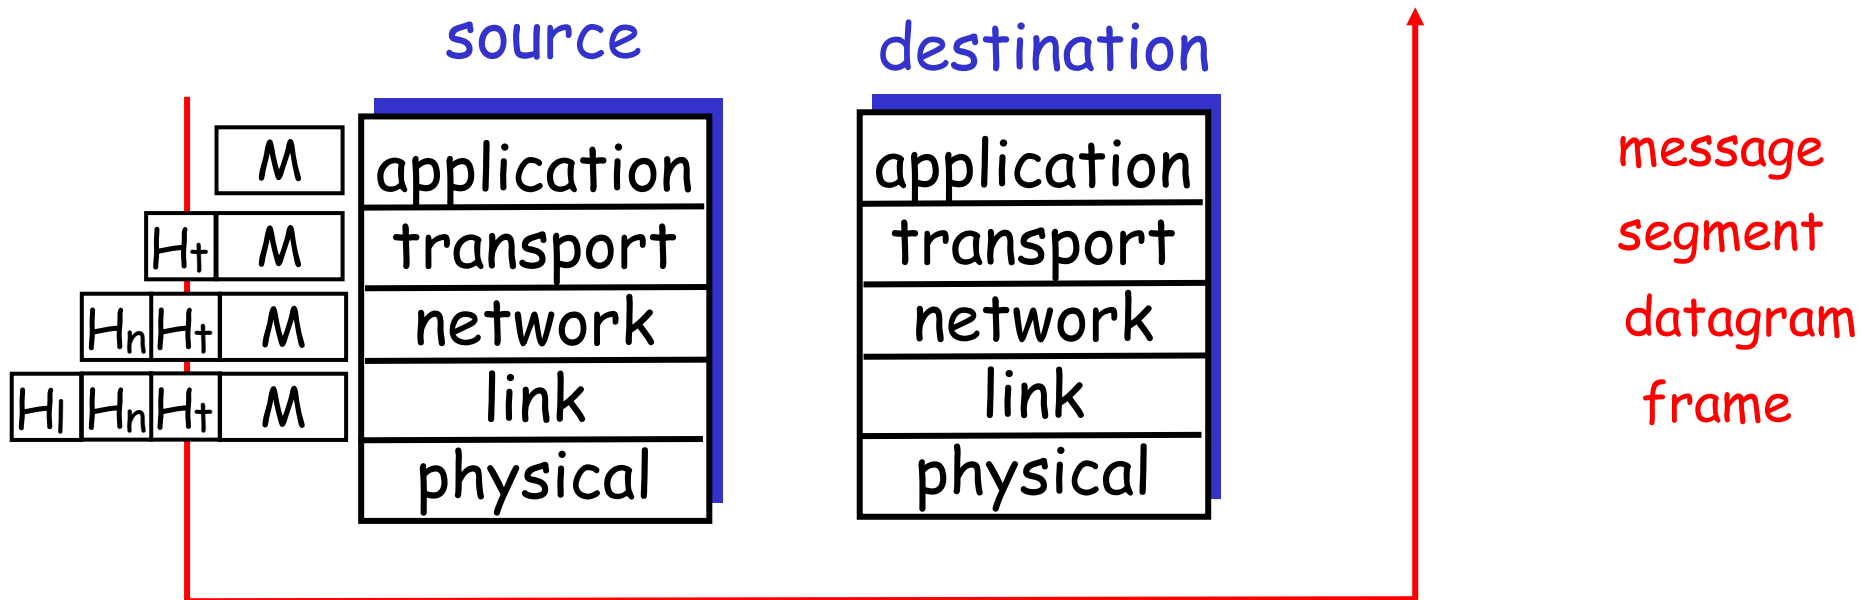 source
destination
M
application
application
message
Ht
M
transport
transport
segment
Hn
Ht
M
network
network
datagram
Hl
Hn
Ht
M
link
link
frame
physical
physical